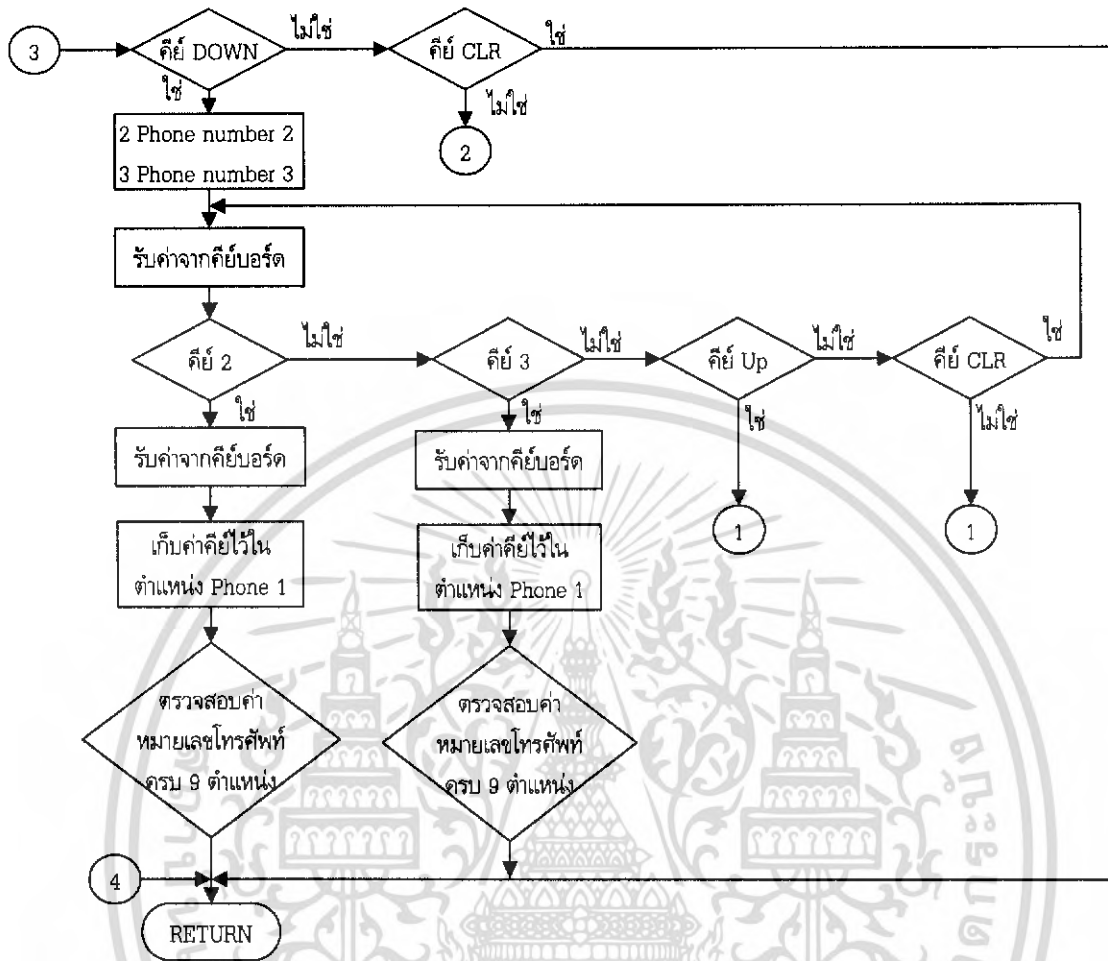 3
คีย์ DOWN
ไม่ใช่
คีย์ CLR
ใช่
ใช่
ไม่ใช่
2 Phone number 2
3 Phone number 3
2
รับค่าจากคีย์บอร์ด
คีย์ 2
ไม่ใช่
คีย์ 3
ไม่ใช่
คีย์ Up
ไม่ใช่
คีย์ CLR
ใช่
ใช่
ใช่
ใช่
ไม่ใช่
รับค่าจากคีย์บอร์ด
รับค่าจากคีย์บอร์ด
1
1
เก็บค่าคีย์ไว้ใน
ตำแหน่ง Phone 1
เก็บค่าคีย์ไว้ใน
ตำแหน่ง Phone 1
ตรวจสอบค่า
หมายเลขโทรศัพท์
ครบ 9 ตำแหน่ง
ตรวจสอบค่า
หมายเลขโทรศัพท์
ครบ 9 ตำแหน่ง
4
RETURN